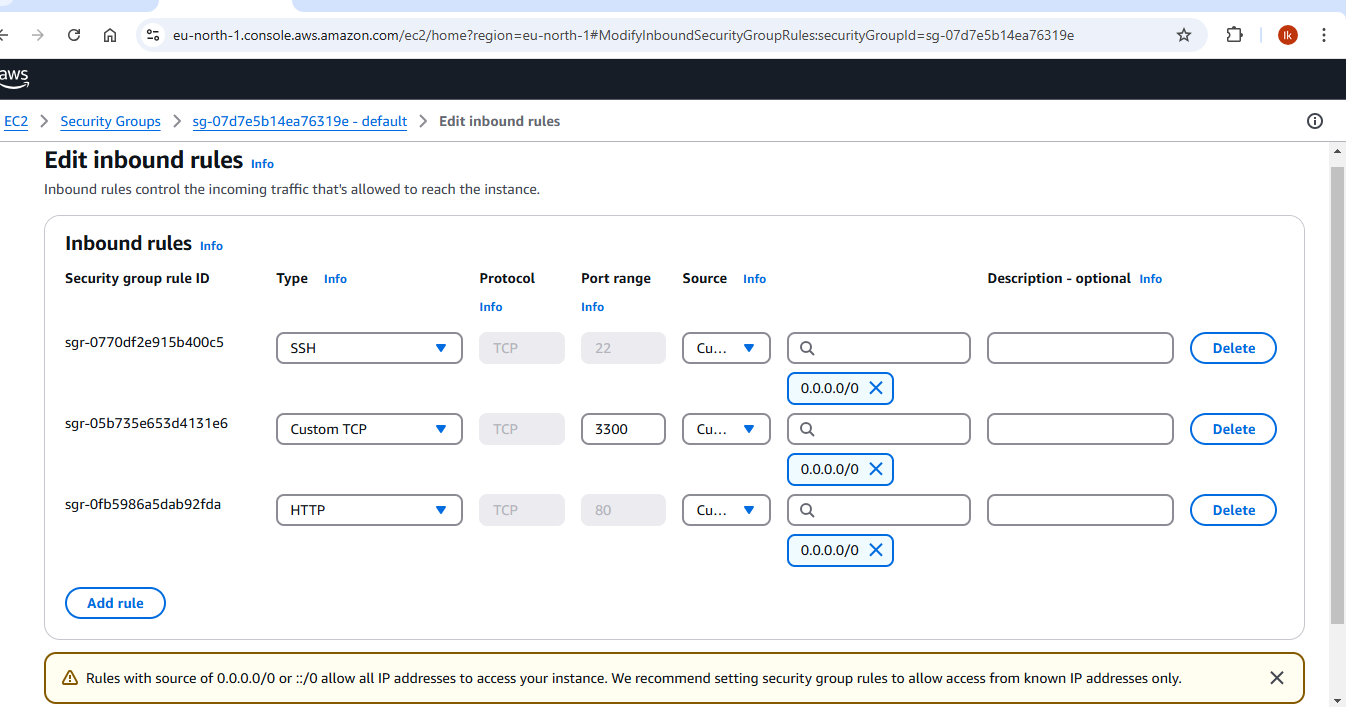 eu-north-1.console.aws.amazon.com/ec2/home?region=eu-north-1#ModifyInboundSecurityGroupRules:securityGroupId=sg-07d7e5b14ea76319e
lk
aws
EC2 > Security Groups > sg-07d7e5b14ea76319e - default > Edit inbound rules
Edit inbound rules Info
Inbound rules control the incoming traffic that's allowed to reach the instance.
Inbound rules Info
Security group rule ID Type Info Protocol Port range Source Info Description - optional Info
Info Info
sgr-0770df2e915b400c5 SSH TCP 22 Cu... Delete
0.0.0.0/0
sgr-05b735e653d4131e6 Custom TCP TCP 3300 Cu... Delete
0.0.0.0/0
sgr-0fb5986a5dab92fda HTTP TCP 80 Cu... Delete
0.0.0.0/0
Add rule
Rules with source of 0.0.0.0/0 or ::/0 allow all IP addresses to access your instance. We recommend setting security group rules to allow access from known IP addresses only.